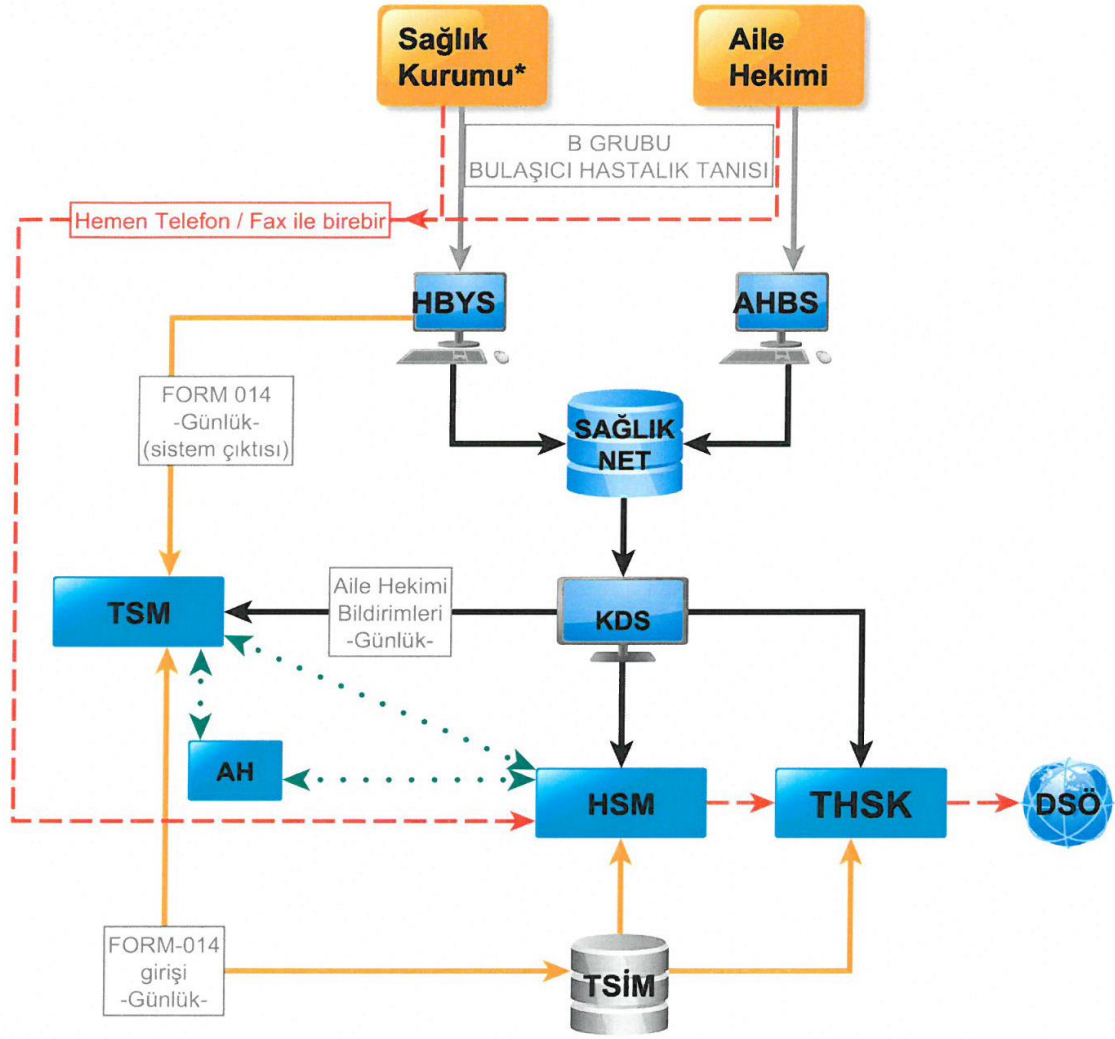 Sağlık
Kurumu*
Aile
Hekimi
B GRUBU
BULAŞICI HASTALIK TANISI
Hemen Telefon / Fax ile birebir
HBYS
AHBS
FORM 014
-Günlük-
(sistem çıktısı)
SAĞLIK
NET
TSM
Aile Hekimi
Bildirimleri
-Günlük-
KDS
AH
HSM
THSK
DSÖ
FORM-014
girişi
-Günlük-
TSİM